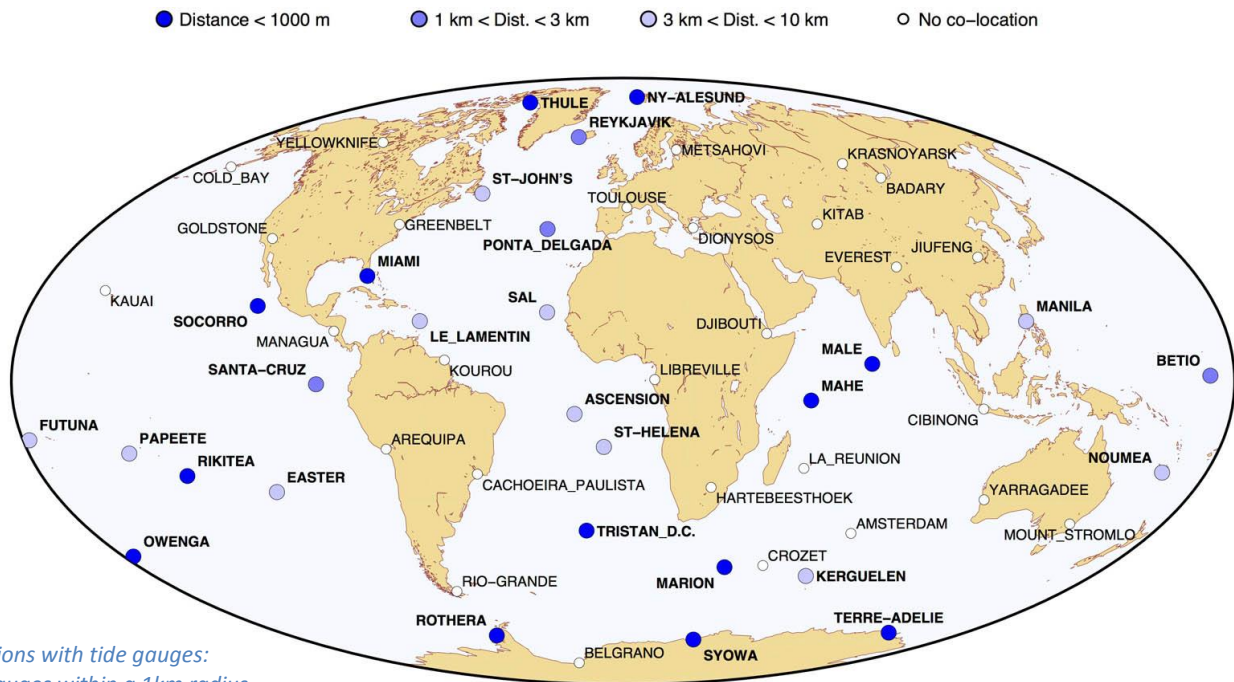 Distance < 1000 m
1 km < Dist. < 3 km
3 km < Dist. < 10 km
No co−location
THULE
NY−ALESUND
REYKJAVIK
YELLOWKNIFE
METSAHOVI
KRASNOYARSK
COLD_BAY
ST−JOHN'S
BADARY
TOULOUSE
GOLDSTONE
GREENBELT
KITAB
PONTA_DELGADA
DIONYSOS
JIUFENG
EVEREST
MIAMI
KAUAI
SAL
MANILA
SOCORRO
DJIBOUTI
MANAGUA
LE_LAMENTIN
MALE
BETIO
SANTA−CRUZ
KOUROU
LIBREVILLE
MAHE
ASCENSION
CIBINONG
FUTUNA
ST−HELENA
PAPEETE
AREQUIPA
RIKITEA
LA_REUNION
NOUMEA
EASTER
CACHOEIRA_PAULISTA
HARTEBEESTHOEK
YARRAGADEE
AMSTERDAM
TRISTAN_D.C.
MOUNT_STROMLO
OWENGA
CROZET
RIO−GRANDE
MARION
KERGUELEN
ROTHERA
TERRE−ADELIE
BELGRANO
SYOWA
ions with tide gauges: